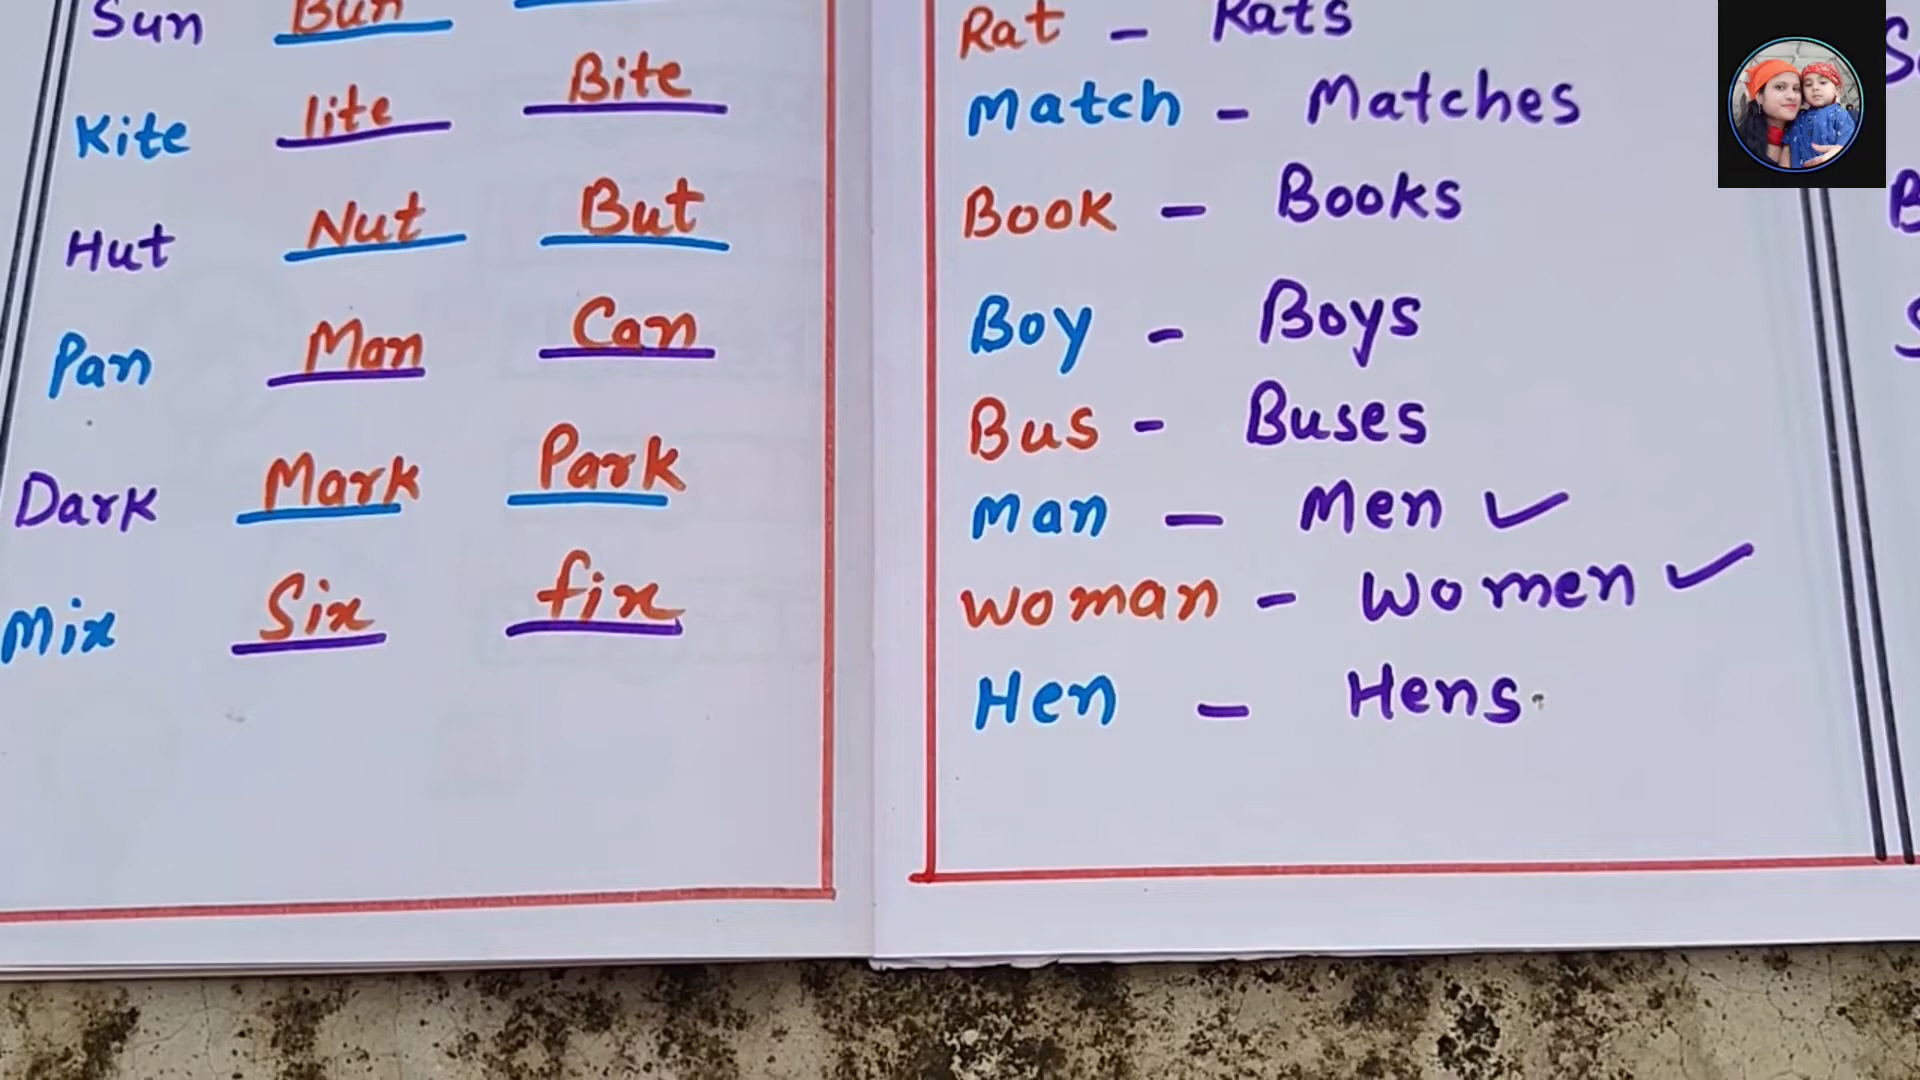 Sun Bun
Kite lite Bite
Hut Nut But
Pan Man Can
Dark Mark Park
Mix Six fix
Rat - Rats
Match - Matches
Book - Books
Boy - Boys
Bus - Buses
Man - Men ✓
Woman - Women ✓
Hen - Hens